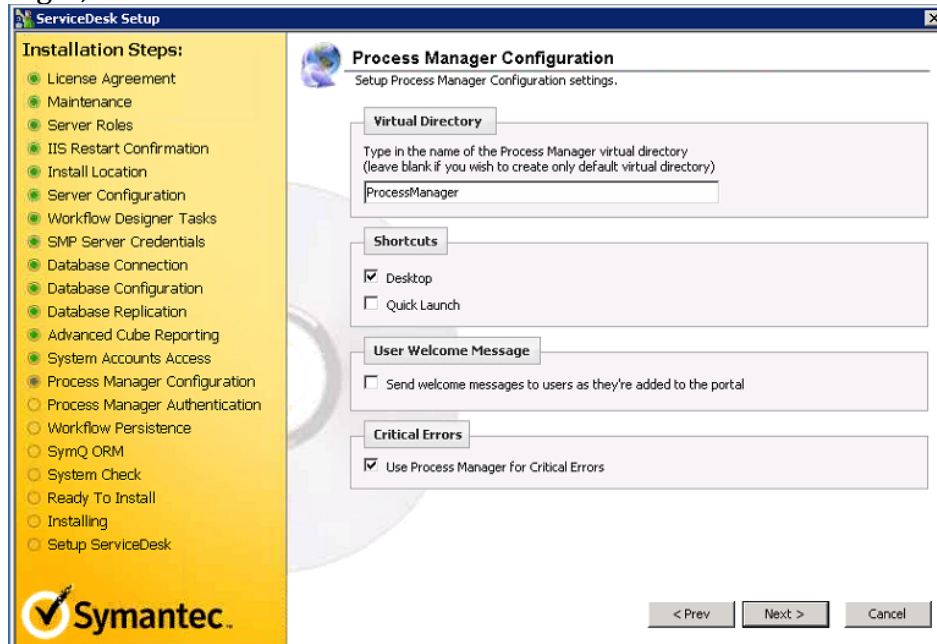 ServiceDesk Setup
Installation Steps:
License Agreement
Maintenance
Server Roles
IIS Restart Confirmation
Install Location
Server Configuration
Workflow Designer Tasks
SMP Server Credentials
Database Connection
Database Configuration
Database Replication
Advanced Cube Reporting
System Accounts Access
Process Manager Configuration
Process Manager Authentication
Workflow Persistence
SymQ ORM
System Check
Ready To Install
Installing
Setup ServiceDesk
Symantec.
Process Manager Configuration
Setup Process Manager Configuration settings.
Virtual Directory
Type in the name of the Process Manager virtual directory
(leave blank if you wish to create only default virtual directory)
ProcessManager
Shortcuts
Desktop
Quick Launch
User Welcome Message
Send welcome messages to users as they're added to the portal
Critical Errors
Use Process Manager for Critical Errors
< Prev
Next >
Cancel